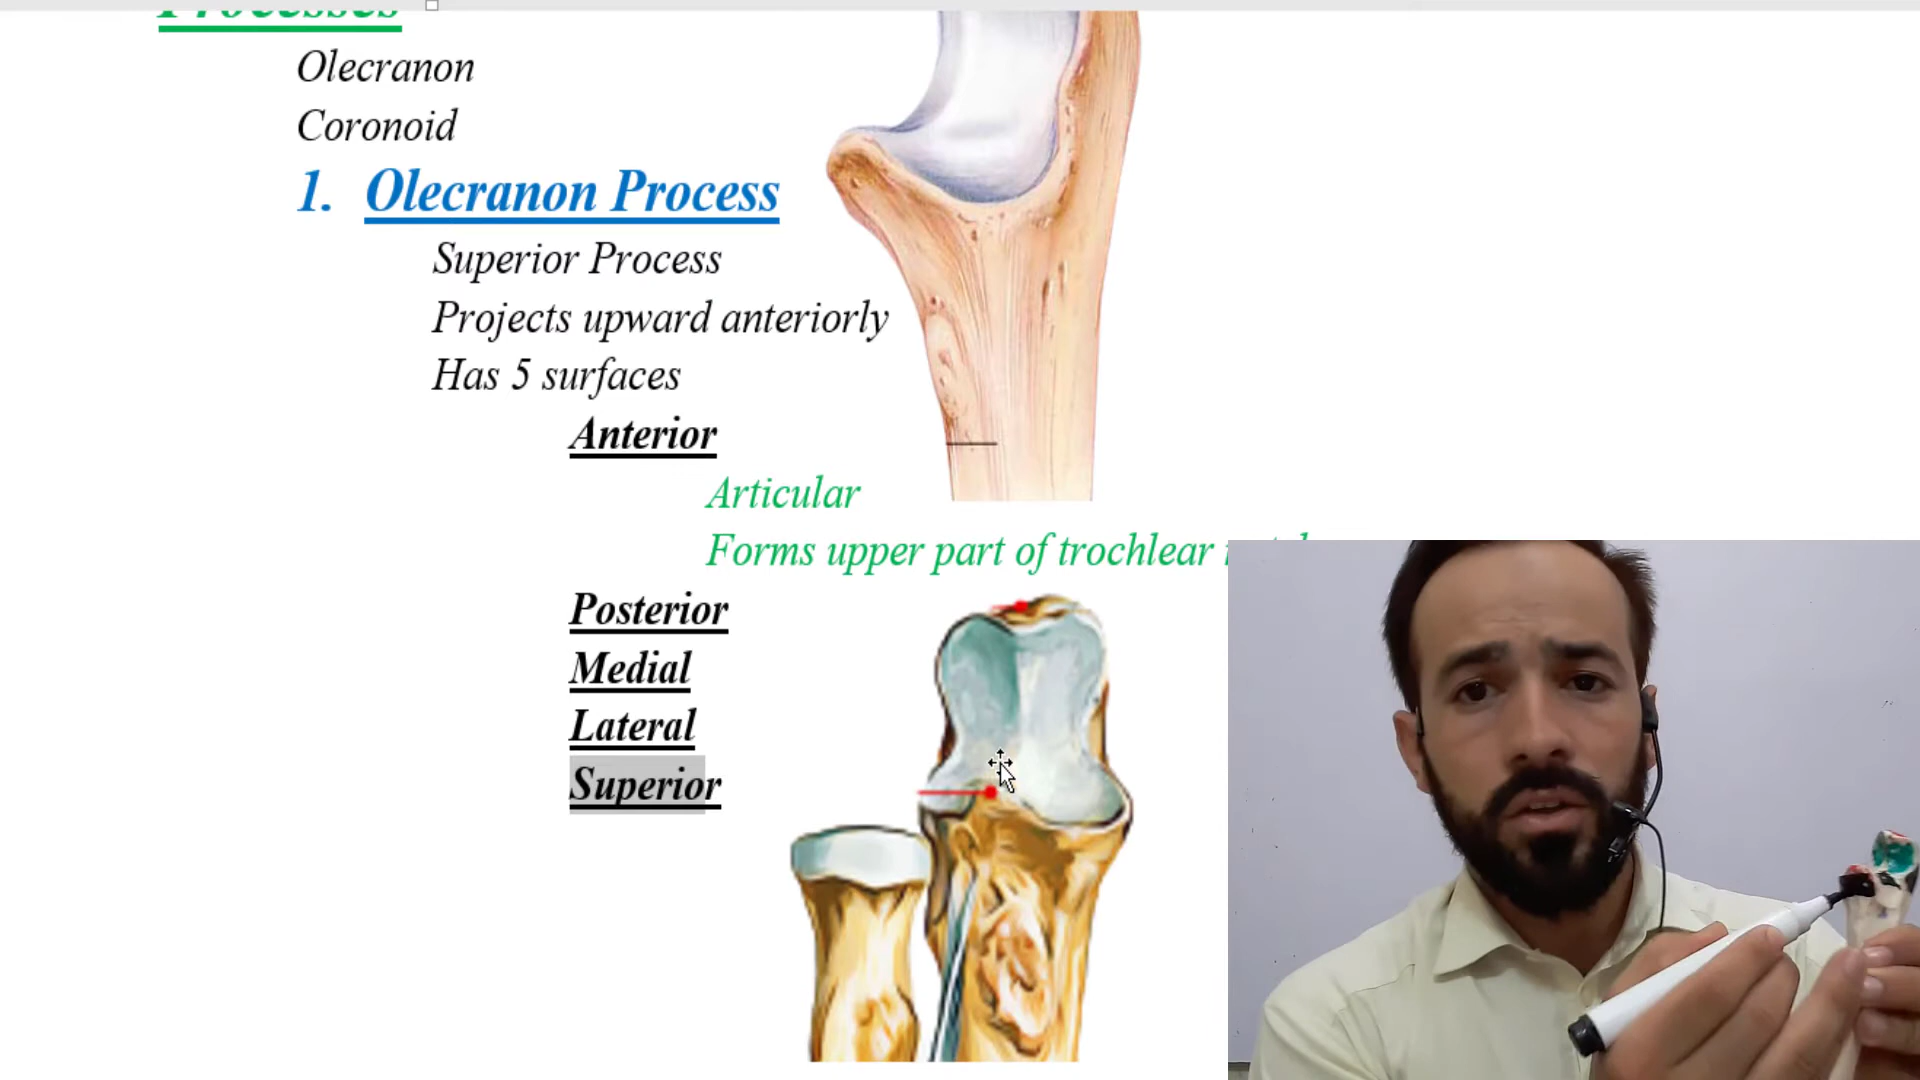 Processes
Olecranon
Coronoid
1. Olecranon Process
Superior Process
Projects upward anteriorly
Has 5 surfaces
Anterior
Articular
Forms upper part of trochlear
Posterior
Medial
Lateral
Superior